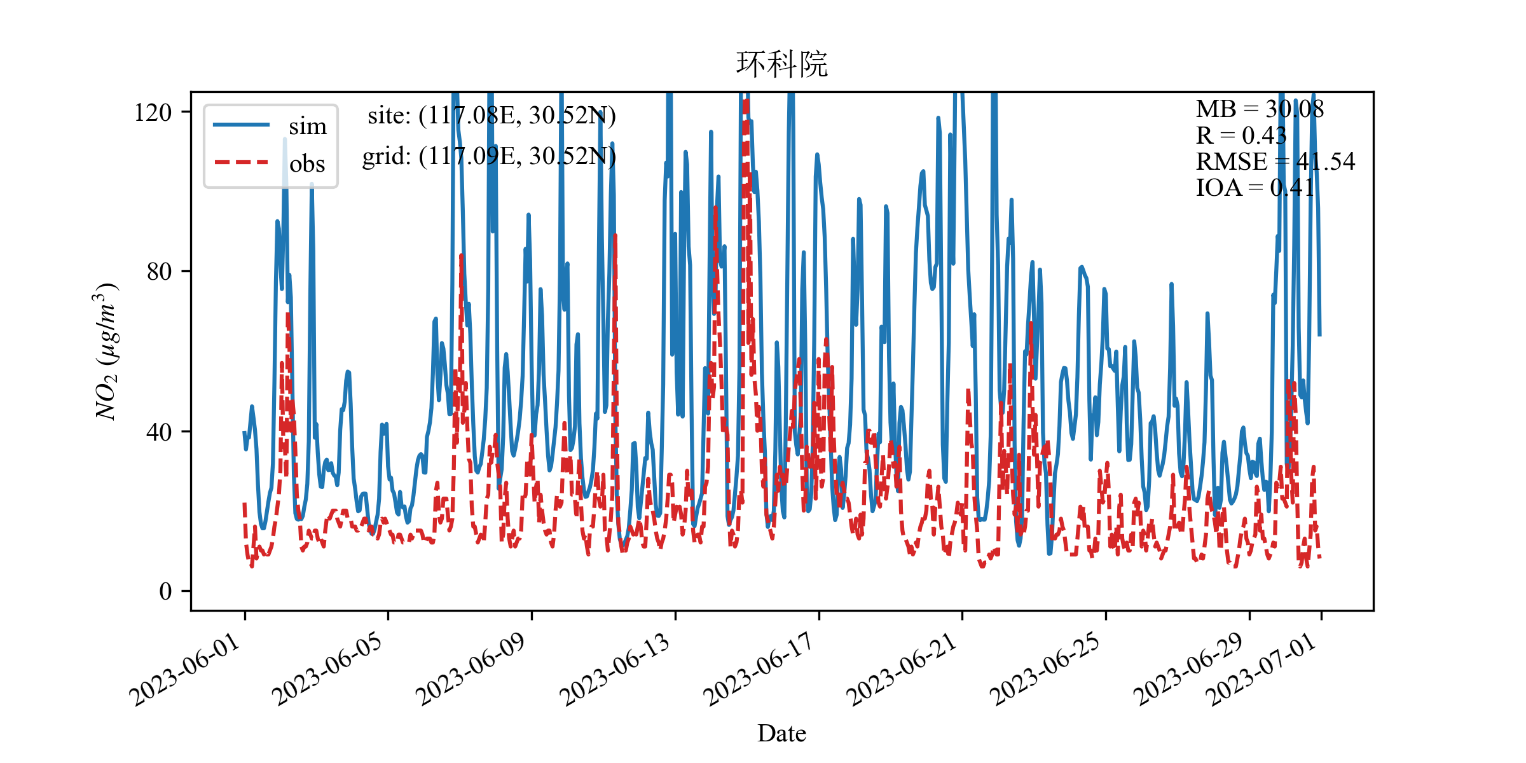 环科院
sim
obs
site: (117.08E, 30.52N)
grid: (117.09E, 30.52N)
MB = 30.08
R = 0.43
RMSE = 41.54
IOA = 0.41
NO₂ (μg/m³)
120
80
40
0
2023-06-01
2023-06-05
2023-06-09
2023-06-13
2023-06-17
2023-06-21
2023-06-25
2023-06-29
2023-07-01
Date